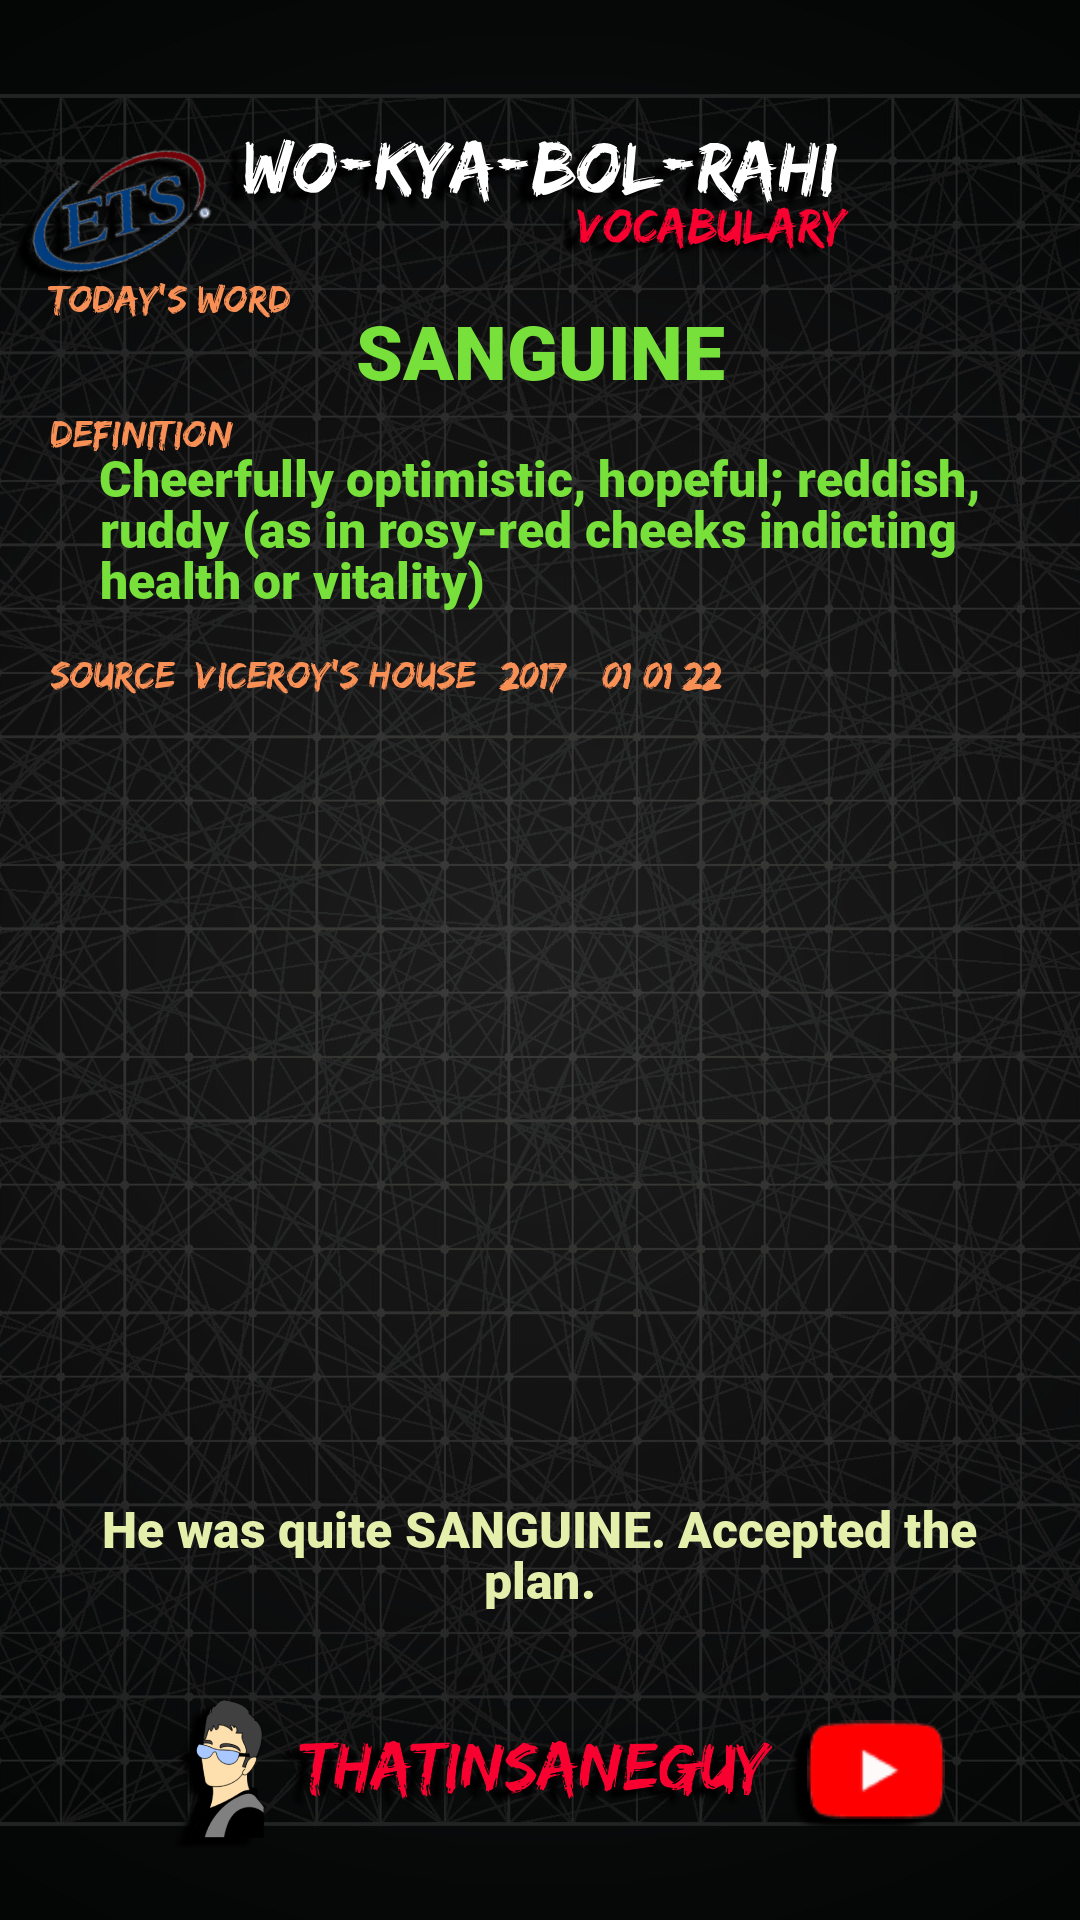 WO-KYA-BOL-RAHI
VOCABULARY
ETS
TODAY'S WORD
SANGUINE
DEFINITION
Cheerfully optimistic, hopeful; reddish,
ruddy (as in rosy-red cheeks indicting
health or vitality)
SOURCE VICEROY'S HOUSE 2017 01 01 22
He was quite SANGUINE. Accepted the
plan.
THATINSANEGUY